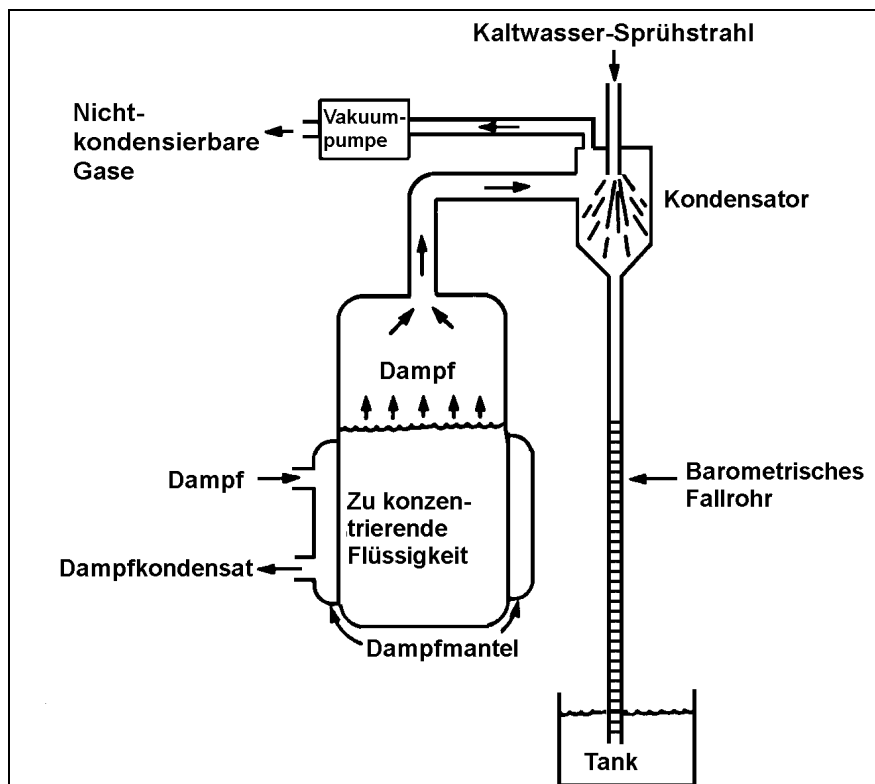 Kaltwasser-Sprühstrahl
Nicht-
kondensierbare
Gase
Vakuum-
pumpe
Kondensator
Dampf
Barometrisches
Fallrohr
Dampf
Zu konzen-
trierende
Flüssigkeit
Dampfkondensat
Dampfmantel
Tank